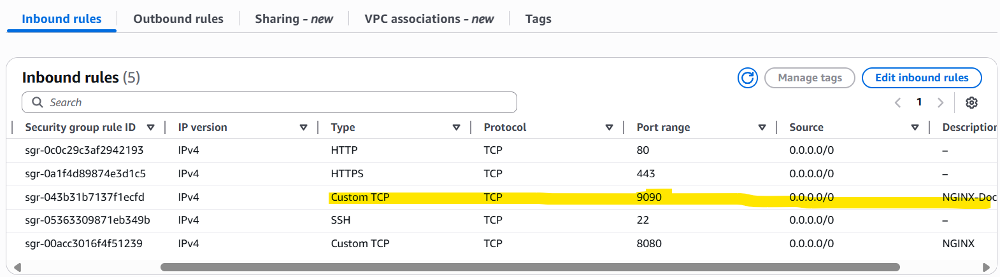 Inbound rules Outbound rules Sharing - new VPC associations - new Tags
Inbound rules (5) Manage tags Edit inbound rules
Search 1
Security group rule ID IP version Type Protocol Port range Source Description
sgr-0c0c29c3af2942193 IPv4 HTTP TCP 80 0.0.0.0/0 –
sgr-0a1f4d89874e3d1c5 IPv4 HTTPS TCP 443 0.0.0.0/0 –
sgr-043b31b7137f1ecfd IPv4 Custom TCP TCP 9090 0.0.0.0/0 NGINX-Doc
sgr-05363309871eb349b IPv4 SSH TCP 22 0.0.0.0/0 –
sgr-00acc3016f4f51239 IPv4 Custom TCP TCP 8080 0.0.0.0/0 NGINX